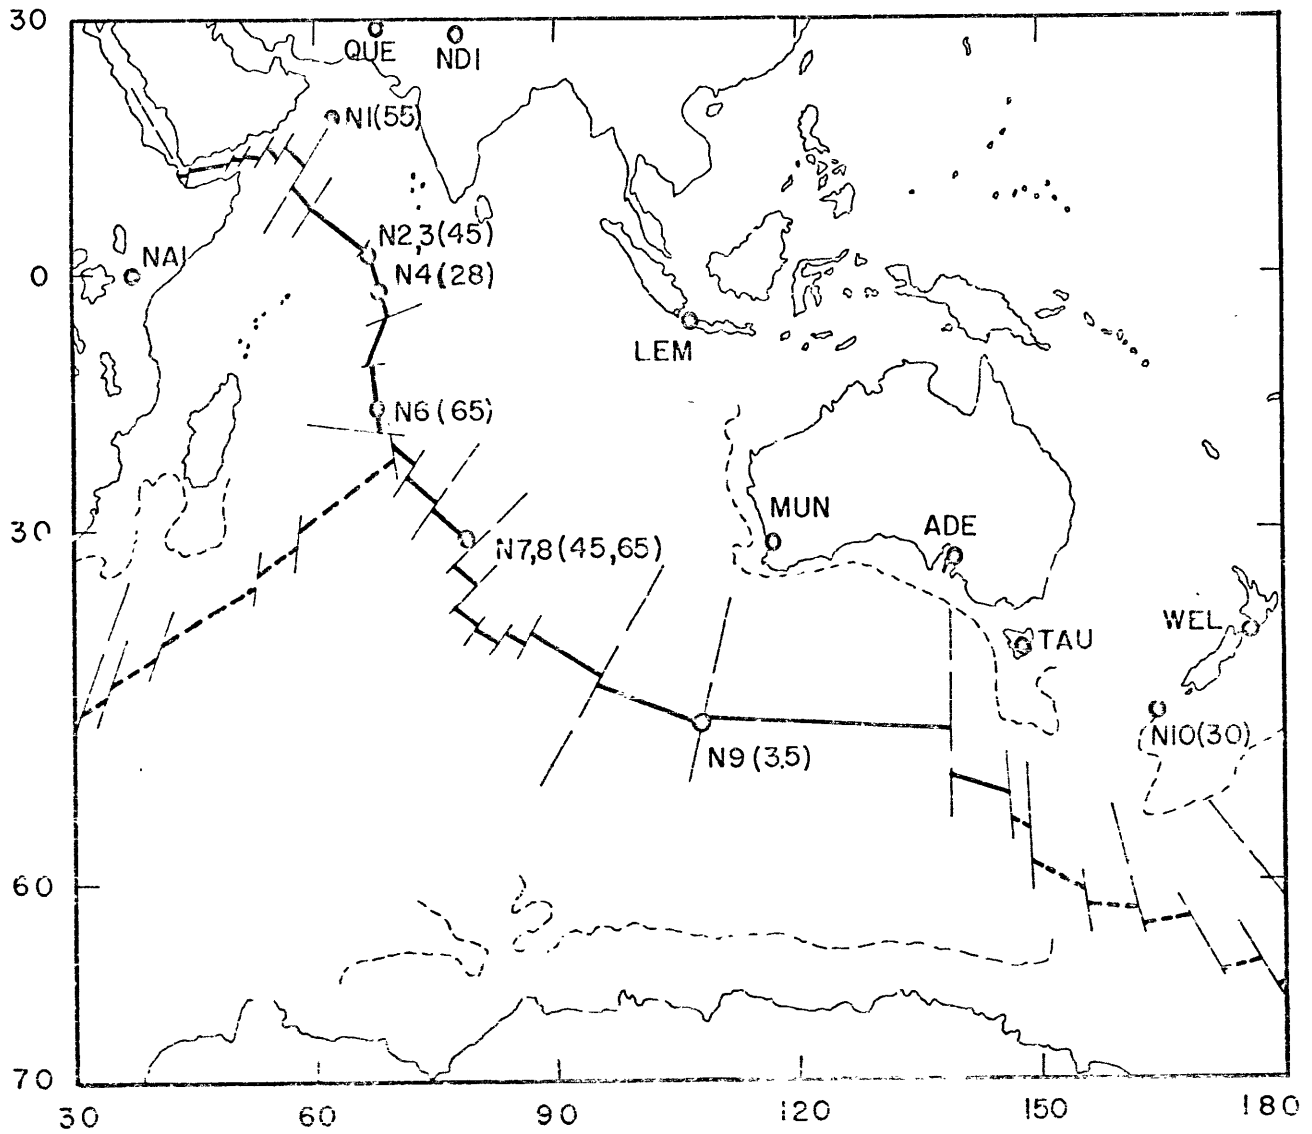 30
QUE
NDI
N1(55)
N2,3(45)
NAI
N4(28)
0
LEM
N6(65)
MUN
ADE
30
N7,8(45,65)
WEL
TAU
N9(3.5)
N10(30)
60
70
30
60
90
120
150
180